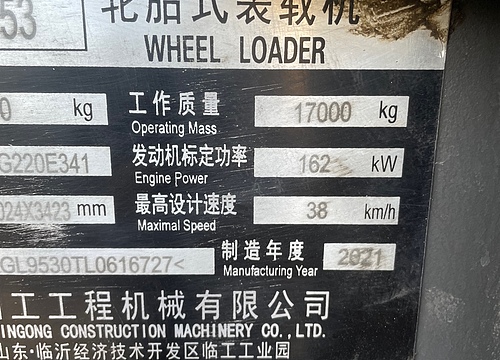 53
轮胎式装载机
WHEEL LOADER
0 kg 工作质量 17000 kg
Operating Mass
G220E341 发动机标定功率 162 kW
Engine Power
024X3423 mm 最高设计速度 38 km/h
Maximal Speed
GL9530TL0616727< 制造年度 2021
Manufacturing Year
工工程机械有限公司
INGONG CONSTRUCTION MACHINERY CO.,LTD.
山东·临沂经济技术开发区临工工业园